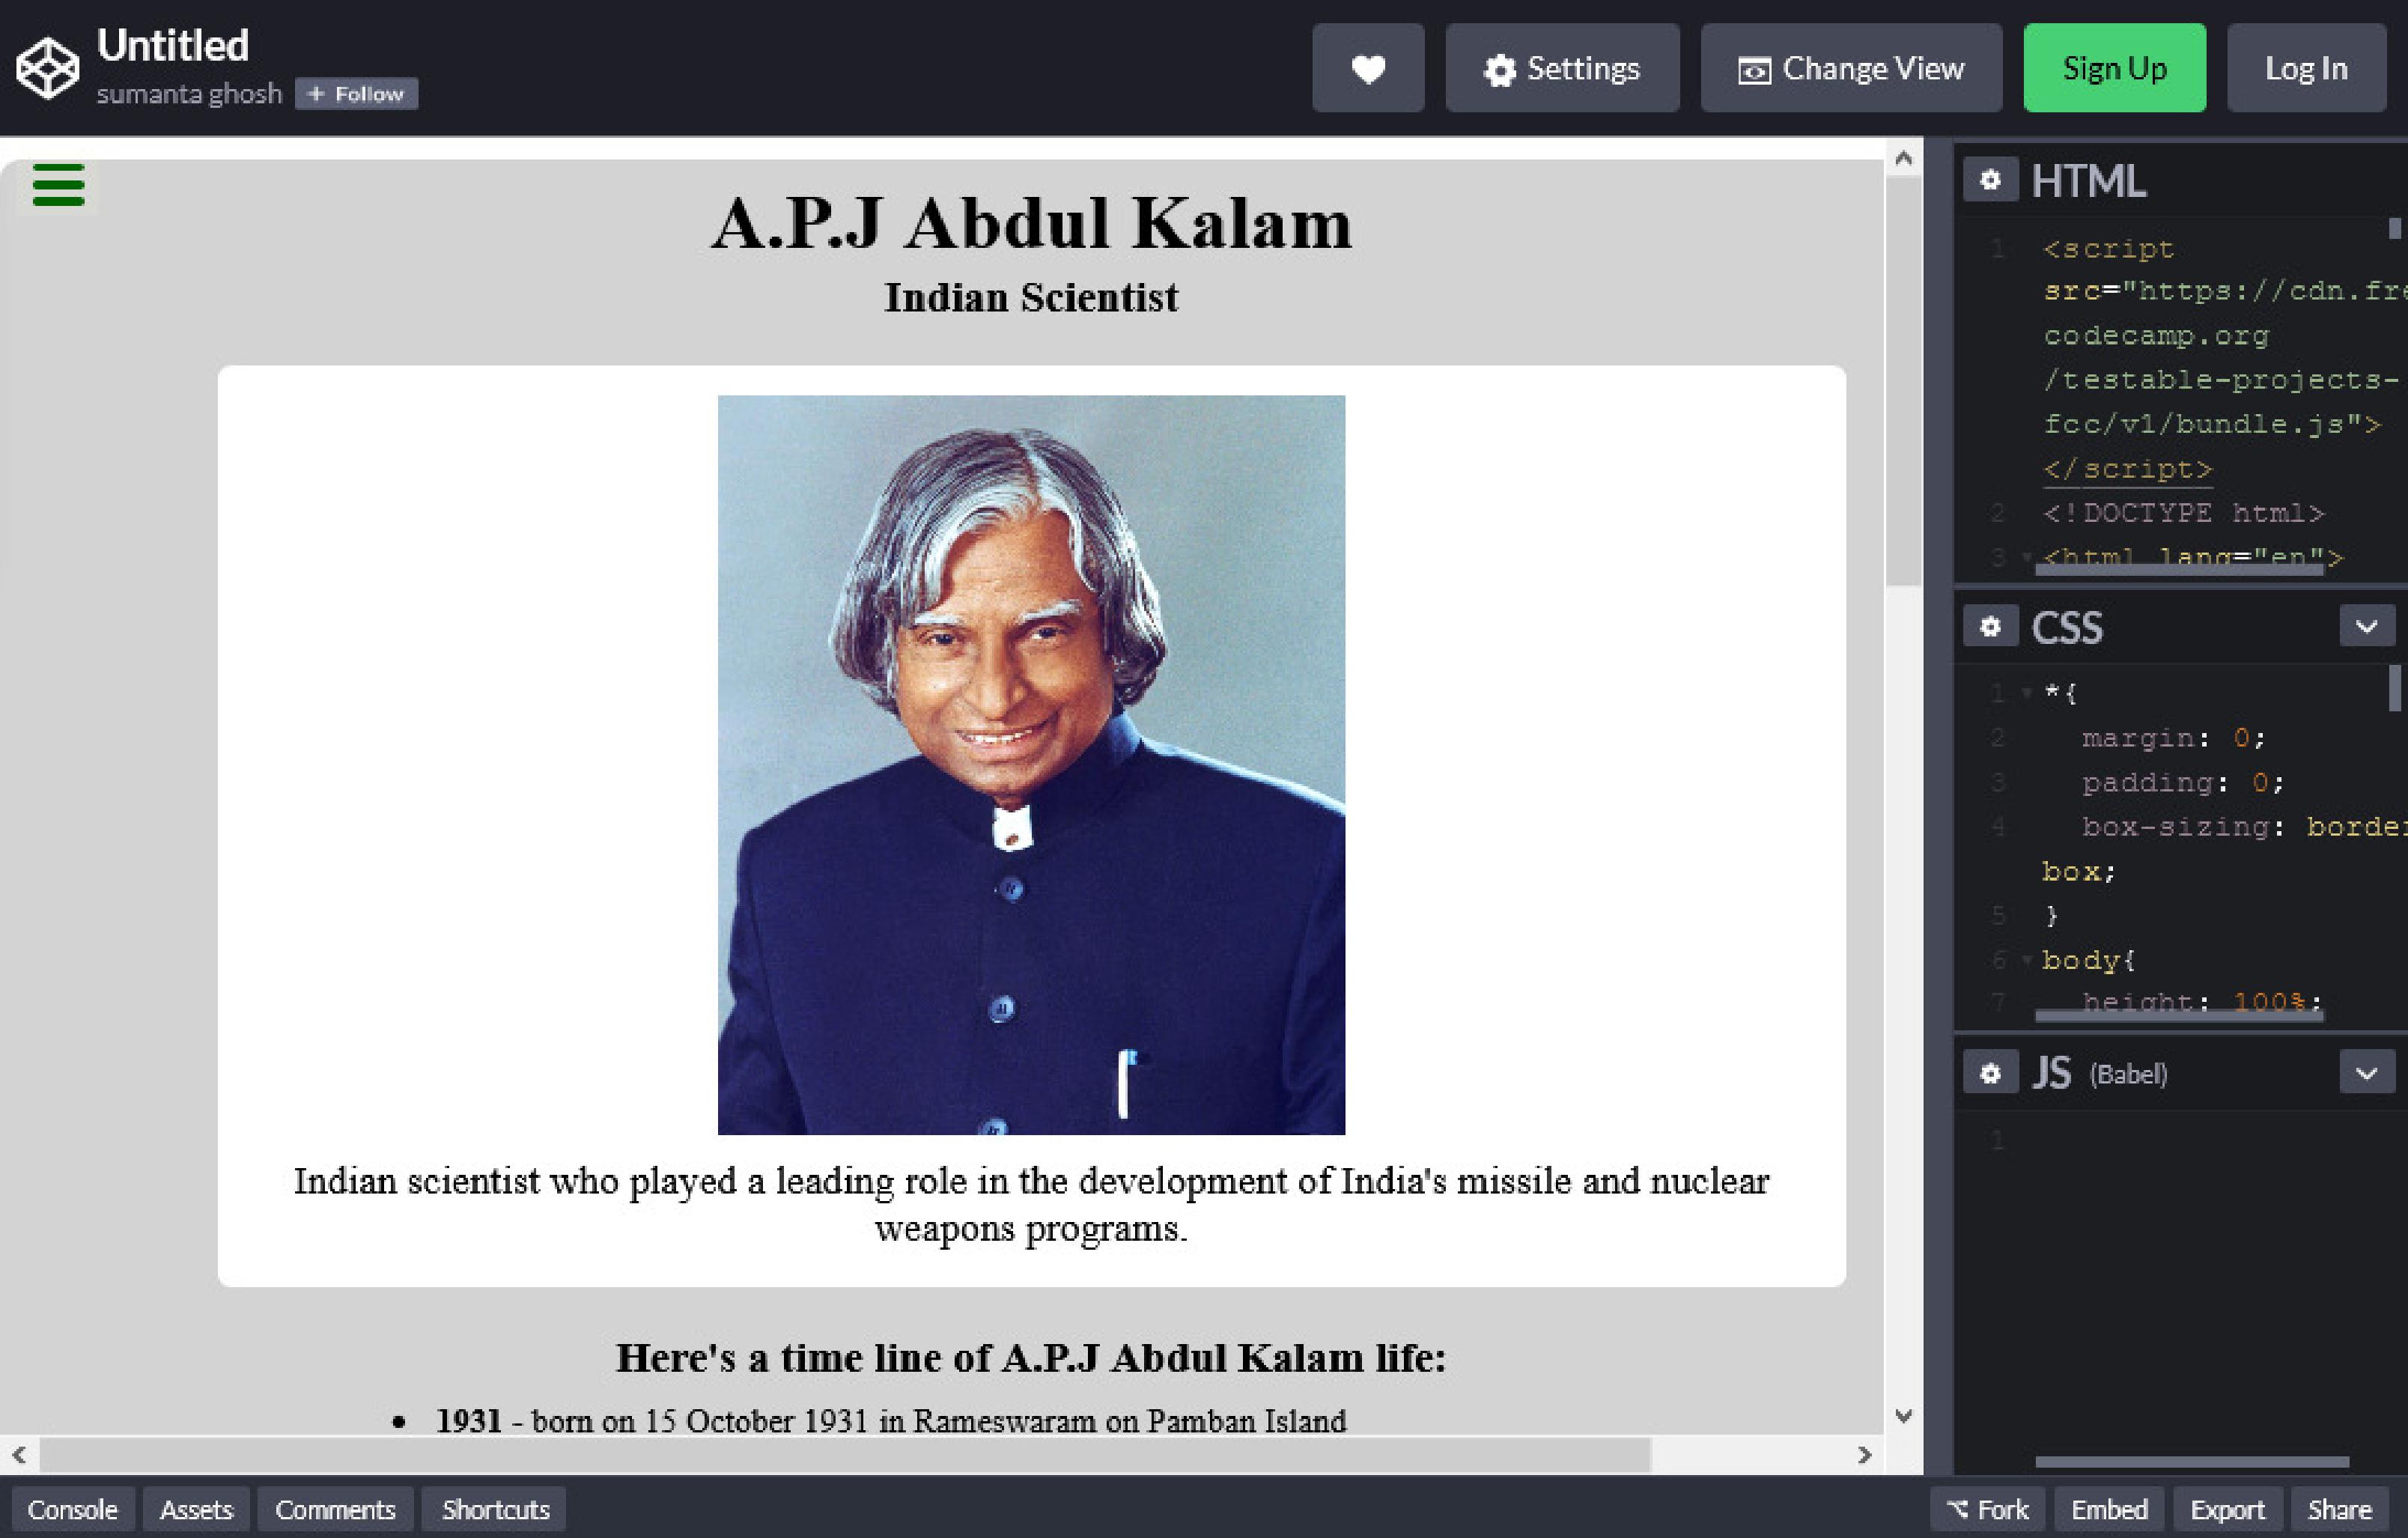 Untitled
sumanta ghosh + Follow
Settings
Change View
Sign Up
Log In
A.P.J Abdul Kalam
Indian Scientist
Indian scientist who played a leading role in the development of India's missile and nuclear
weapons programs.
Here's a time line of A.P.J Abdul Kalam life:
• 1931 - born on 15 October 1931 in Rameswaram on Pamban Island
HTML
1 <script
src="https://cdn.fre
codecamp.org
/testable-projects-
fcc/v1/bundle.js">
</script>
2 <!DOCTYPE html>
3 <html lang="en">
CSS
1 *{
2 margin: 0;
3 padding: 0;
4 box-sizing: border
box;
5 }
6 body{
7 height: 100%;
JS (Babel)
1
Console
Assets
Comments
Shortcuts
Fork
Embed
Export
Share